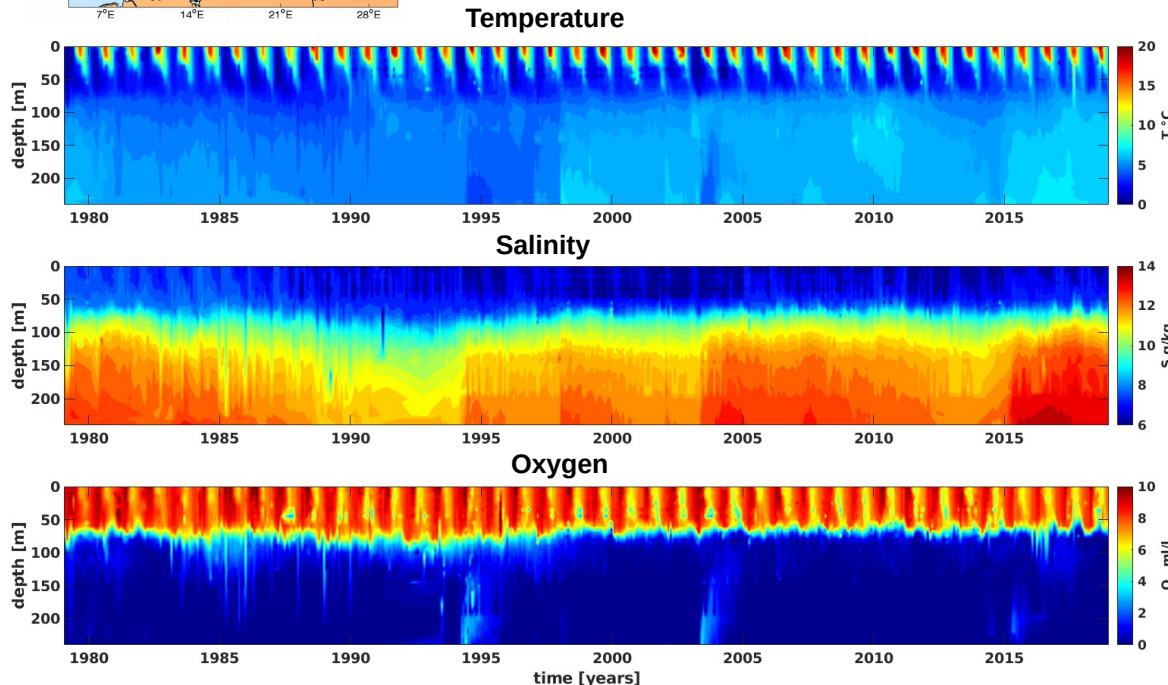 7°E 14°E 21°E 28°E
Temperature
0 50 100 150 200
depth [m]
1980 1985 1990 1995 2000 2005 2010 2015
20 15 10 5 0
Salinity
0 50 100 150 200
depth [m]
1980 1985 1990 1995 2000 2005 2010 2015
14 12 10 8 6
S g/kg
Oxygen
0 50 100 150 200
depth [m]
1980 1985 1990 1995 2000 2005 2010 2015
10 8 6 4 2 0
time [years]